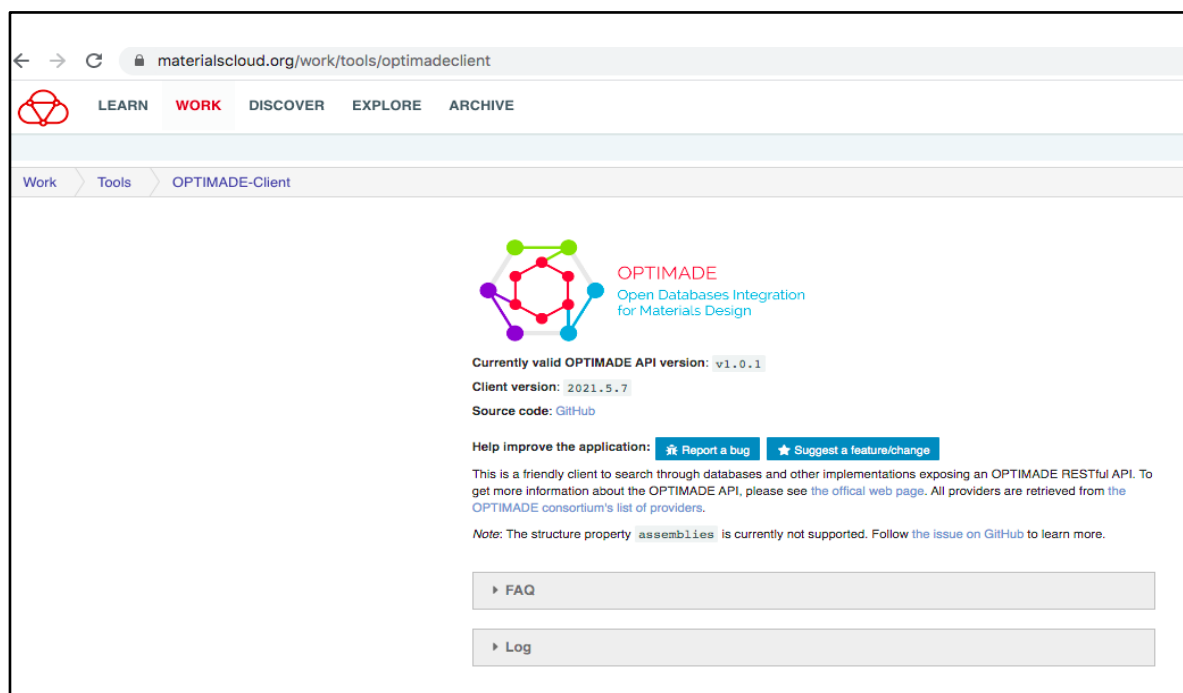 materialscloud.org/work/tools/optimadeclient
LEARN WORK DISCOVER EXPLORE ARCHIVE
Work Tools OPTIMADE-Client
OPTIMADE
Open Databases Integration
for Materials Design
Currently valid OPTIMADE API version: v1.0.1
Client version: 2021.5.7
Source code: GitHub
Help improve the application: Report a bug Suggest a feature/change
This is a friendly client to search through databases and other implementations exposing an OPTIMADE RESTful API. To
get more information about the OPTIMADE API, please see the offical web page. All providers are retrieved from the
OPTIMADE consortium's list of providers.
Note: The structure property assemblies is currently not supported. Follow the issue on GitHub to learn more.
FAQ
Log